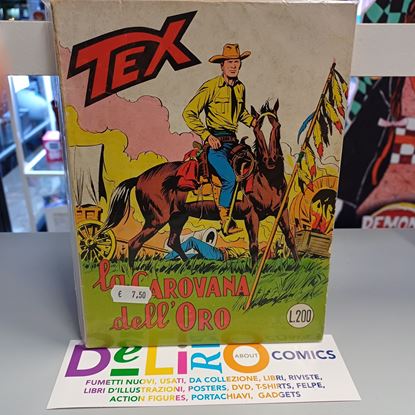 TEX
la CAROVANA
dell'ORO
€ 7,50
L.200
DeLiRiO ABOUT COMICS
FUMETTI NUOVI, USATI, DA COLLEZIONE, LIBRI, RIVISTE,
LIBRI D'ILLUSTRAZIONI, POSTERS, DVD, T-SHIRTS, FELPE,
ACTION FIGURES, PORTACHIAVI, GADGETS